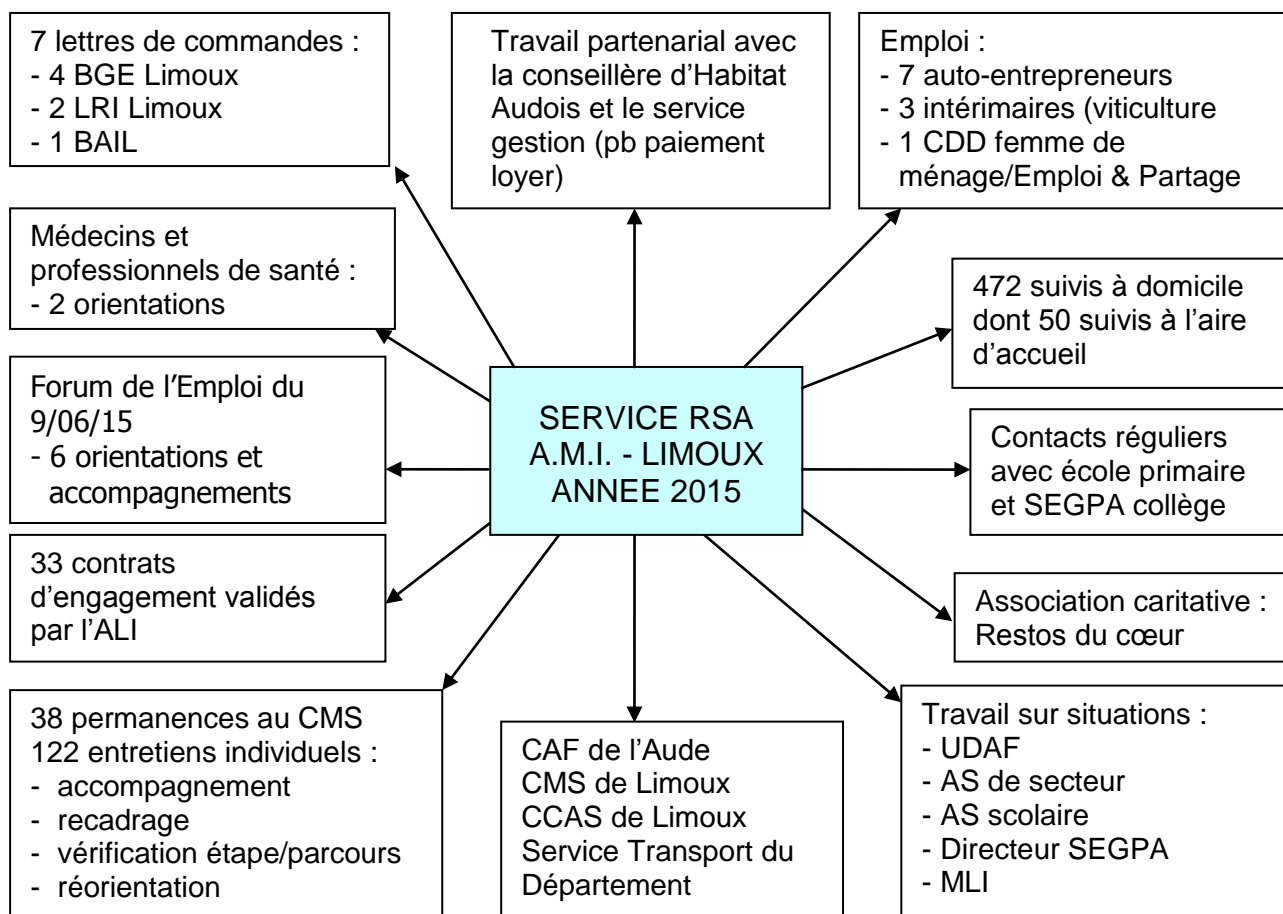 7 lettres de commandes :
- 4 BGE Limoux
- 2 LRI Limoux
- 1 BAIL
Travail partenarial avec
la conseillère d’Habitat
Audois et le service
gestion (pb paiement
loyer)
Emploi :
- 7 auto-entrepreneurs
- 3 intérimaires (viticulture
- 1 CDD femme de
ménage/Emploi & Partage
Médecins et
professionnels de santé :
- 2 orientations
472 suivis à domicile
dont 50 suivis à l’aire
d’accueil
Forum de l’Emploi du
9/06/15
- 6 orientations et
accompagnements
SERVICE RSA
A.M.I. - LIMOUX
ANNEE 2015
Contacts réguliers
avec école primaire
et SEGPA collège
33 contrats
d’engagement validés
par l’ALI
Association caritative :
Restos du cœur
38 permanences au CMS
122 entretiens individuels :
- accompagnement
- recadrage
- vérification étape/parcours
- réorientation
CAF de l’Aude
CMS de Limoux
CCAS de Limoux
Service Transport du
Département
Travail sur situations :
- UDAF
- AS de secteur
- AS scolaire
- Directeur SEGPA
- MLI